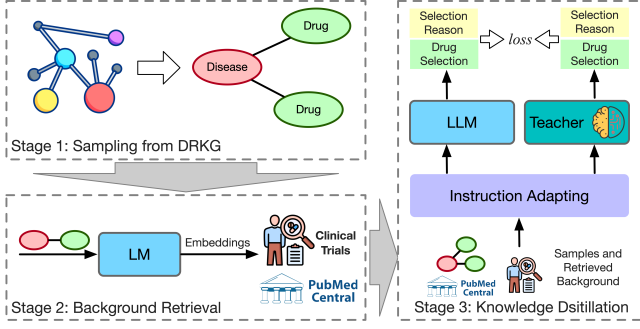 Drug
Disease
Drug
Stage 1: Sampling from DRKG
LM
Embeddings
Clinical
Trials
PubMed
Central
Stage 2: Background Retrieval
Selection
Reason
Drug
Selection
loss
Selection
Reason
Drug
Selection
LLM
Teacher
Instruction Adapting
PubMed
Central
Samples and
Retrieved
Background
Stage 3: Knowledge Dsitillation